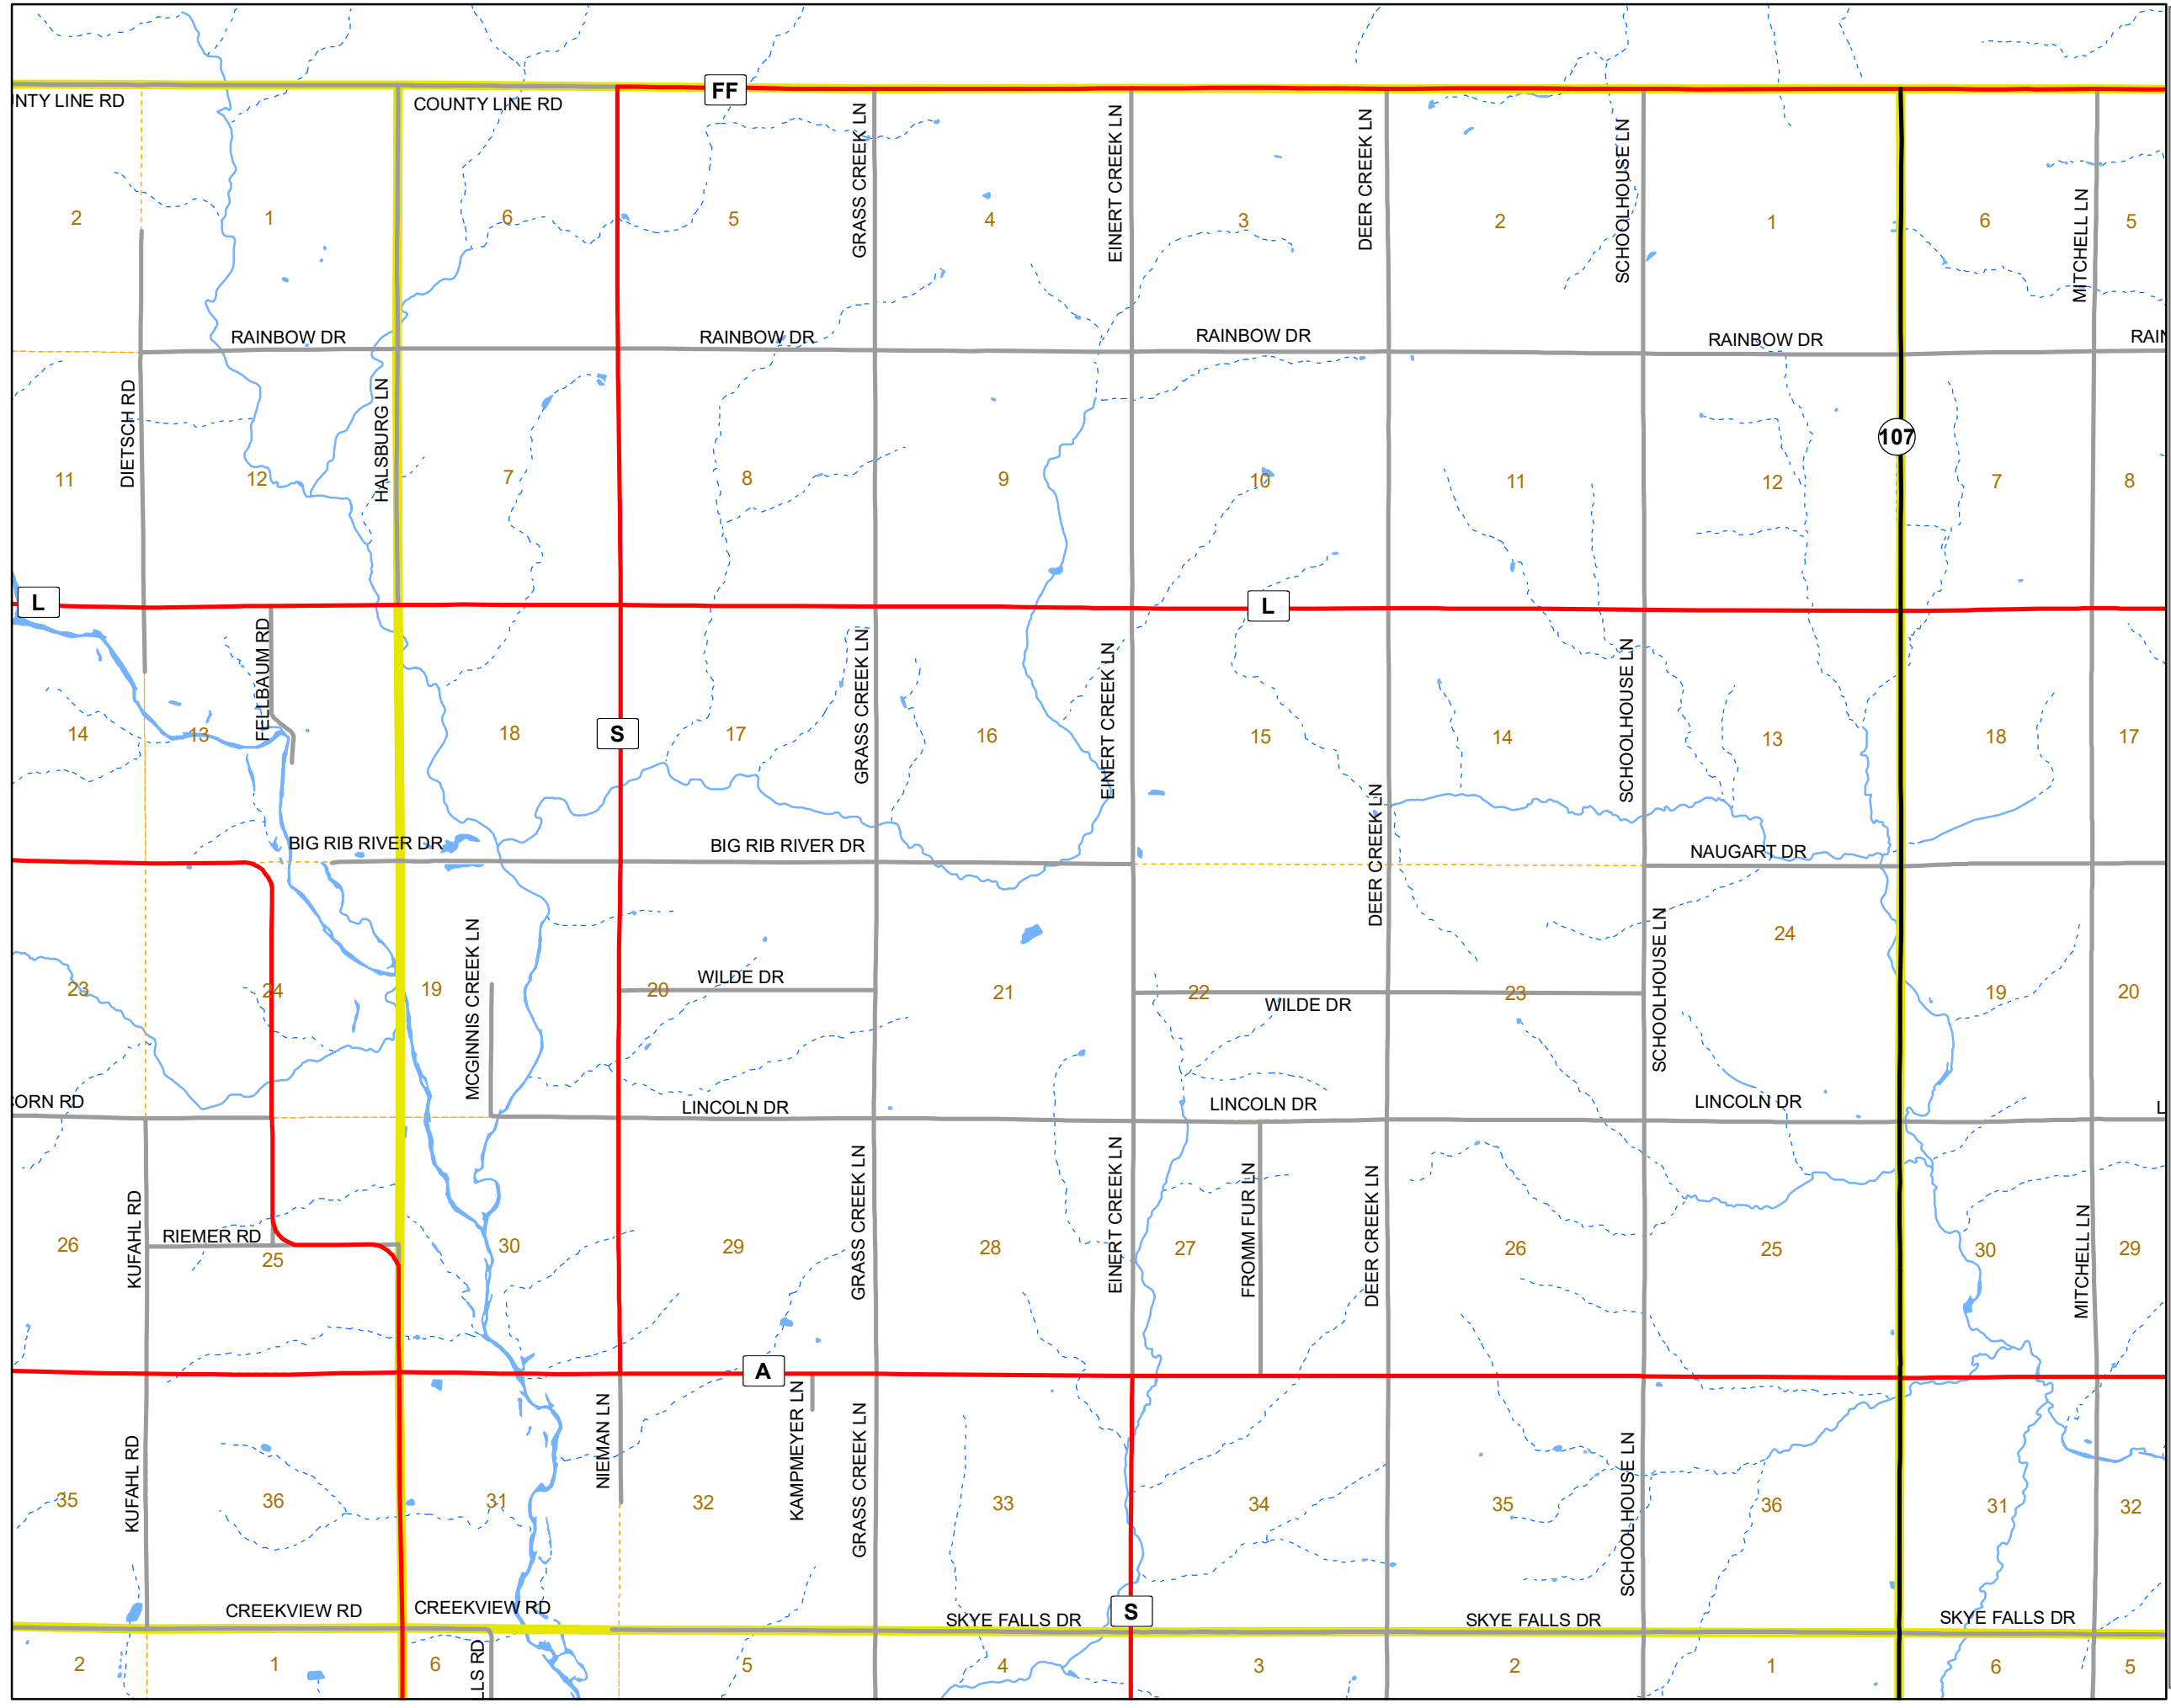 FF
NTY LINE RD
COUNTY LINE RD
GRASS CREEK LN
EINERT CREEK LN
DEER CREEK LN
SCHOOLHOUSE LN
MITCHELL LN
2
1
6
5
4
3
2
1
6
5
RAINBOW DR
RAINBOW DR
RAINBOW DR
RAINBOW DR
RAIN
DIETSCH RD
HALSBURG LN
107
11
12
7
8
9
10
11
12
7
8
L
L
FELLBAUM RD
GRASS CREEK LN
EINERT CREEK LN
SCHOOLHOUSE LN
14
13
18
S
17
16
15
14
13
18
17
DEER CREEK LN
BIG RIB RIVER DR
BIG RIB RIVER DR
NAUGART DR
MCGINNIS CREEK LN
SCHOOLHOUSE LN
24
WILDE DR
WILDE DR
23
24
19
20
21
22
23
19
20
CORN RD
LINCOLN DR
LINCOLN DR
LINCOLN DR
L
KUFAHL RD
GRASS CREEK LN
EINERT CREEK LN
FROMM FUR LN
DEER CREEK LN
MITCHELL LN
RIEMER RD
26
25
30
29
28
27
26
25
30
29
A
NIEMAN LN
KAMPMEYER LN
GRASS CREEK LN
KUFAHL RD
SCHOOLHOUSE LN
35
36
31
32
33
34
35
36
31
32
CREEKVIEW RD
CREEKVIEW RD
SKYE FALLS DR
S
SKYE FALLS DR
SKYE FALLS DR
LLS RD
2
1
6
5
4
3
2
1
6
5